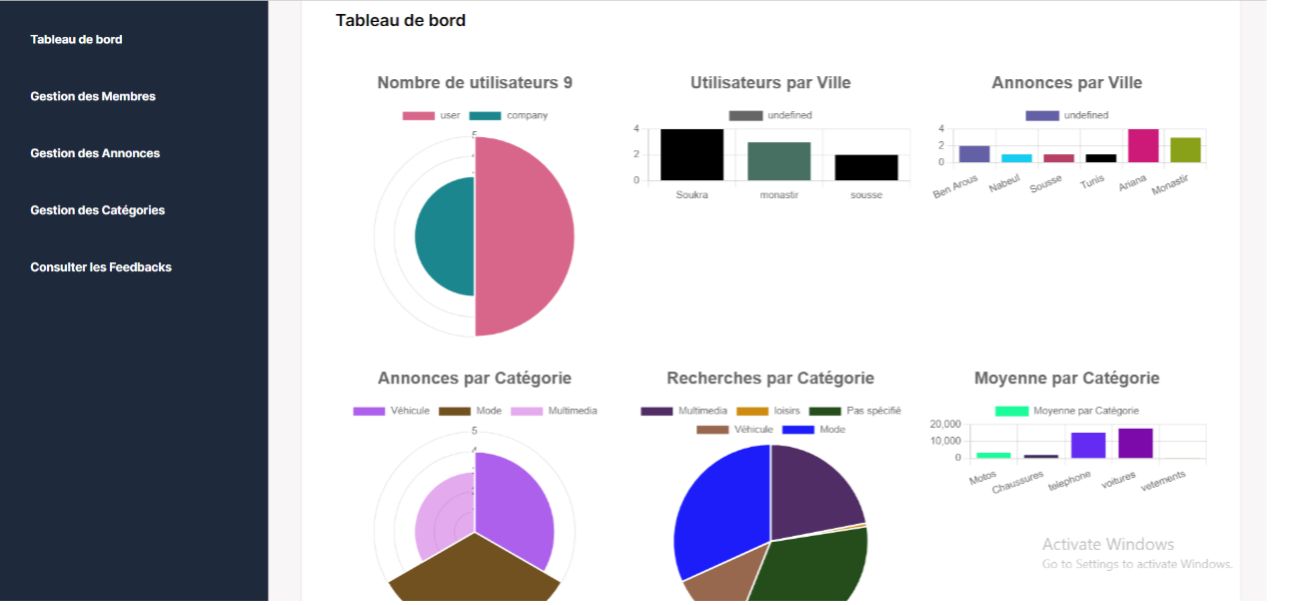 Tableau de bord
Gestion des Membres
Gestion des Annonces
Gestion des Catégories
Consulter les Feedbacks
Tableau de bord
Nombre de utilisateurs 9
user company
5
Utilisateurs par Ville
undefined
4
2
0
Soukra monastir sousse
Annonces par Ville
undefined
4
2
0
Ben Arous Nabeul Sousse Tunis Ariana Monastir
Annonces par Catégorie
Véhicule Mode Multimedia
5
4
Recherches par Catégorie
Multimedia loisirs Pas spécifié
Véhicule Mode
Moyenne par Catégorie
Moyenne par Catégorie
20,000
10,000
0
Motos Chaussures telephone voitures vetements
Activate Windows
Go to Settings to activate Windows.